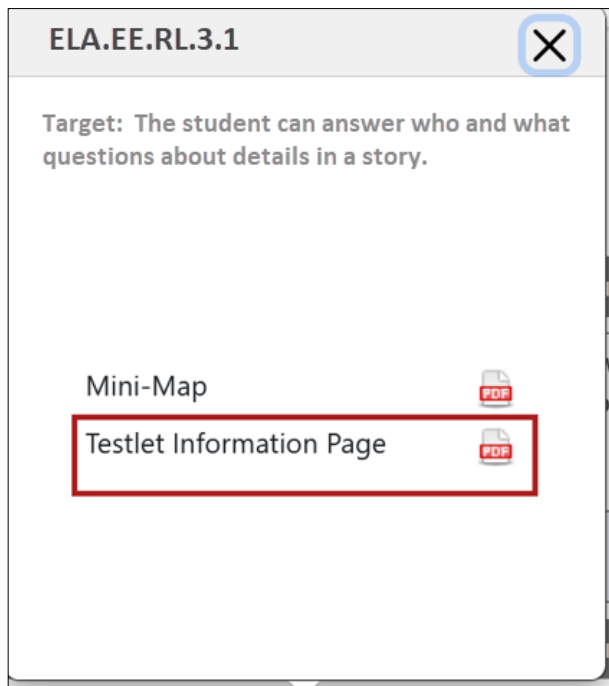 ELA.EE.RL.3.1
Target:  The student can answer who and what
questions about details in a story.
Mini-Map
PDF
Testlet Information Page
PDF